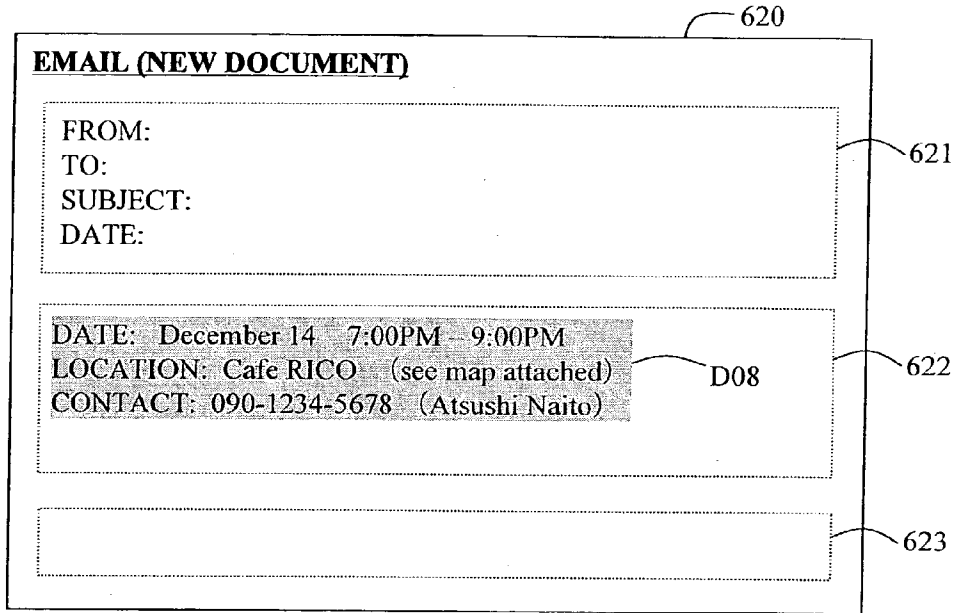 620
EMAIL (NEW DOCUMENT)
FROM:
TO:
SUBJECT:
DATE:
621
DATE: December 14 7:00PM – 9:00PM
LOCATION: Cafe RICO (see map attached)
CONTACT: 090-1234-5678 (Atsushi Naito)
D08
622
623